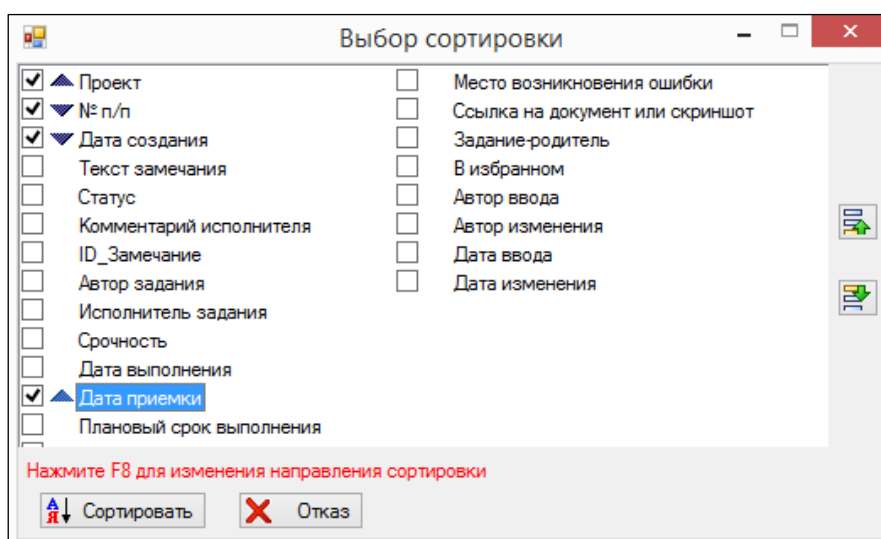 Выбор сортировки
Проект
№ п/п
Дата создания
Текст замечания
Статус
Комментарий исполнителя
ID_Замечание
Автор задания
Исполнитель задания
Срочность
Дата выполнения
Дата приемки
Плановый срок выполнения
Место возникновения ошибки
Ссылка на документ или скриншот
Задание-родитель
В избранном
Автор ввода
Автор изменения
Дата ввода
Дата изменения
Нажмите F8 для изменения направления сортировки
АЯ Сортировать
Отказ